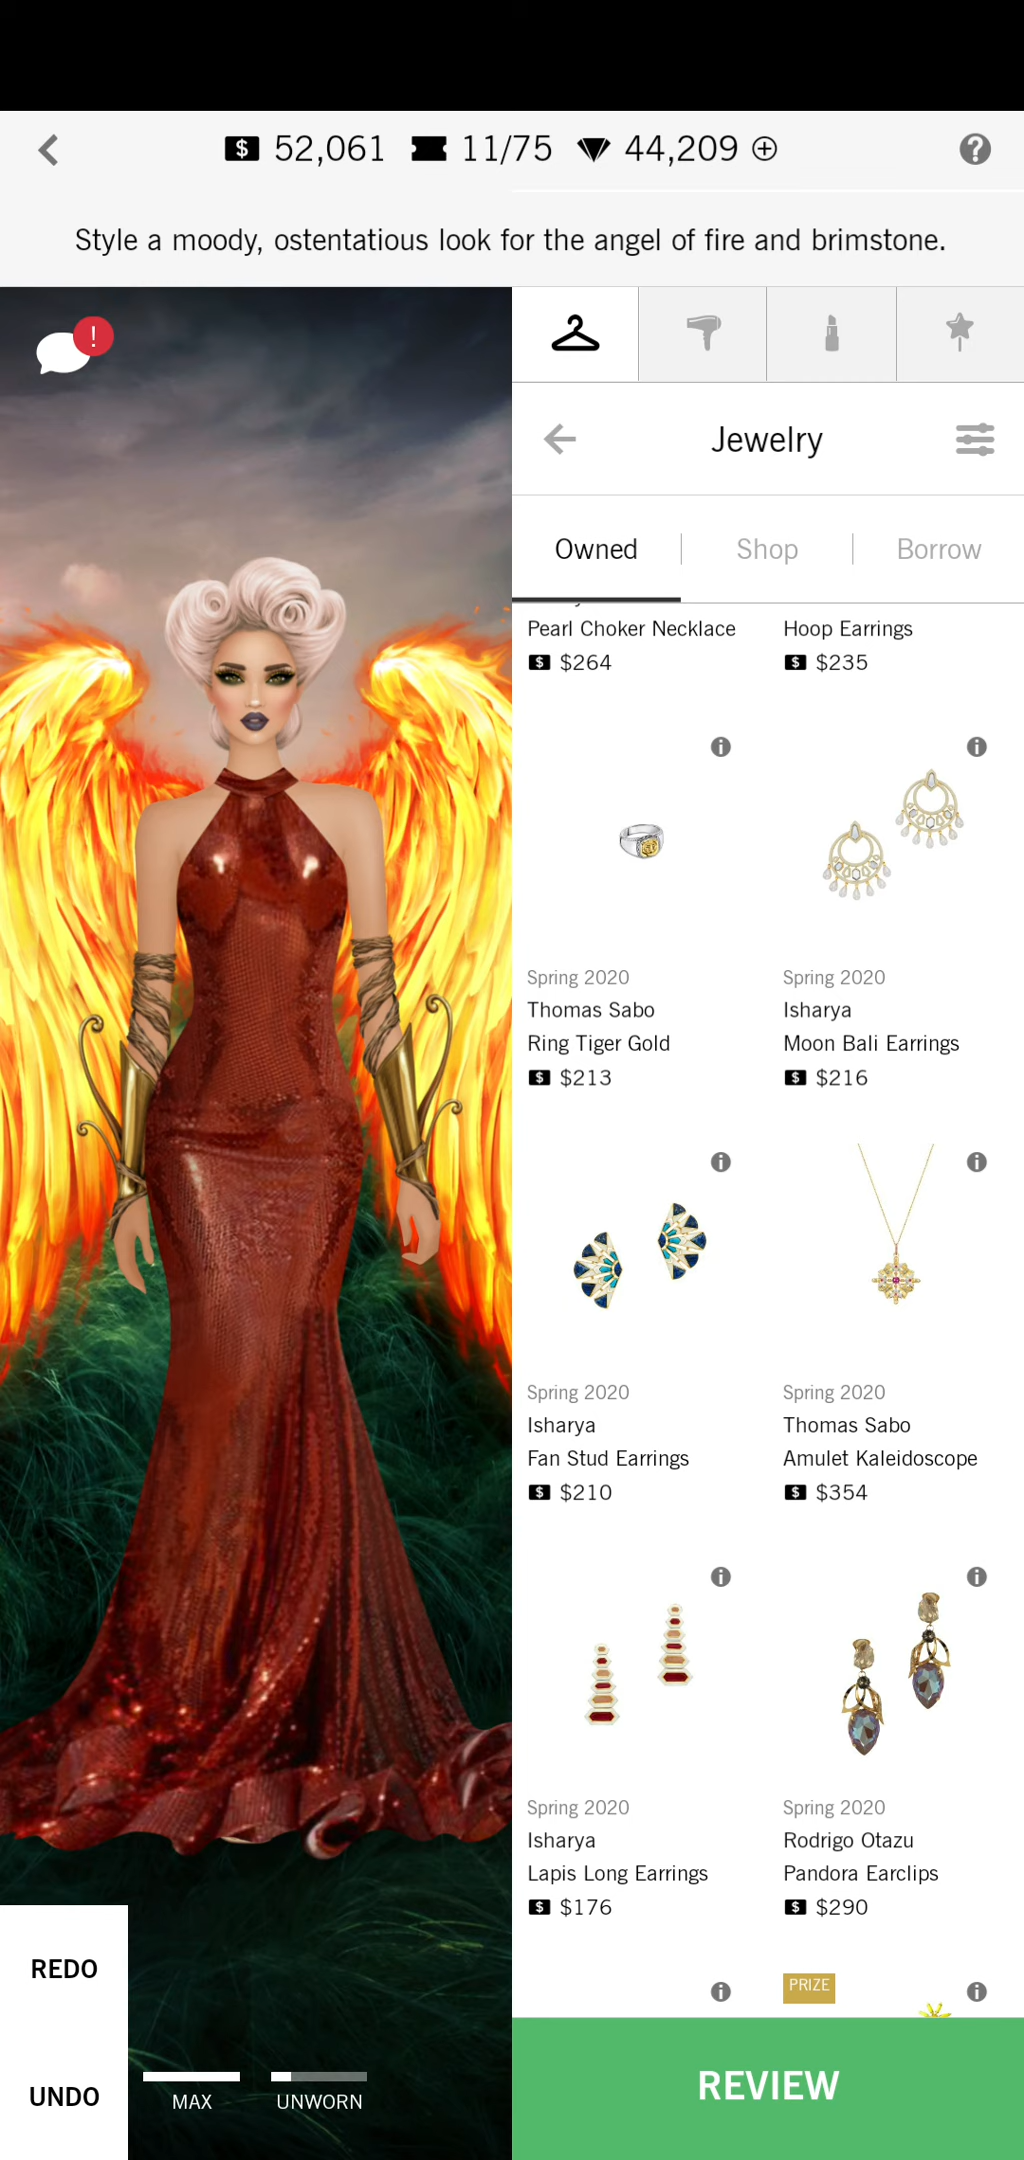 52,061 11/75 44,209
Style a moody, ostentatious look for the angel of fire and brimstone.
!
Jewelry
Owned Shop Borrow
Pearl Choker Necklace
$264
Hoop Earrings
$235
Spring 2020
Thomas Sabo
Ring Tiger Gold
$213
Spring 2020
Isharya
Moon Bali Earrings
$216
Spring 2020
Isharya
Fan Stud Earrings
$210
Spring 2020
Thomas Sabo
Amulet Kaleidoscope
$354
Spring 2020
Isharya
Lapis Long Earrings
$176
Spring 2020
Rodrigo Otazu
Pandora Earclips
$290
PRIZE
REDO
UNDO
MAX
UNWORN
REVIEW